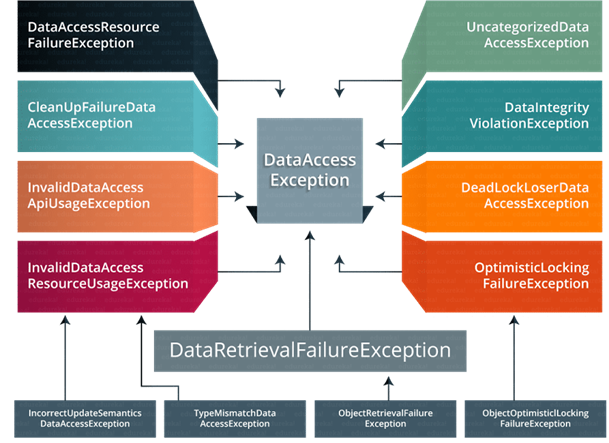 DataAccessResource
FailureException
UncategorizedData
AccessException
CleanUpFailureData
AccessException
DataIntegrity
ViolationException
DataAccess
Exception
InvalidDataAccess
ApiUsageException
DeadLockLoserData
AccessException
InvalidDataAccess
ResourceUsageException
OptimisticLocking
FailureException
DataRetrievalFailureException
IncorrectUpdateSemantics
DataAccessException
TypeMismatchData
AccessException
ObjectRetrievalFailure
Exception
ObjectOptimisticlLocking
FailureException